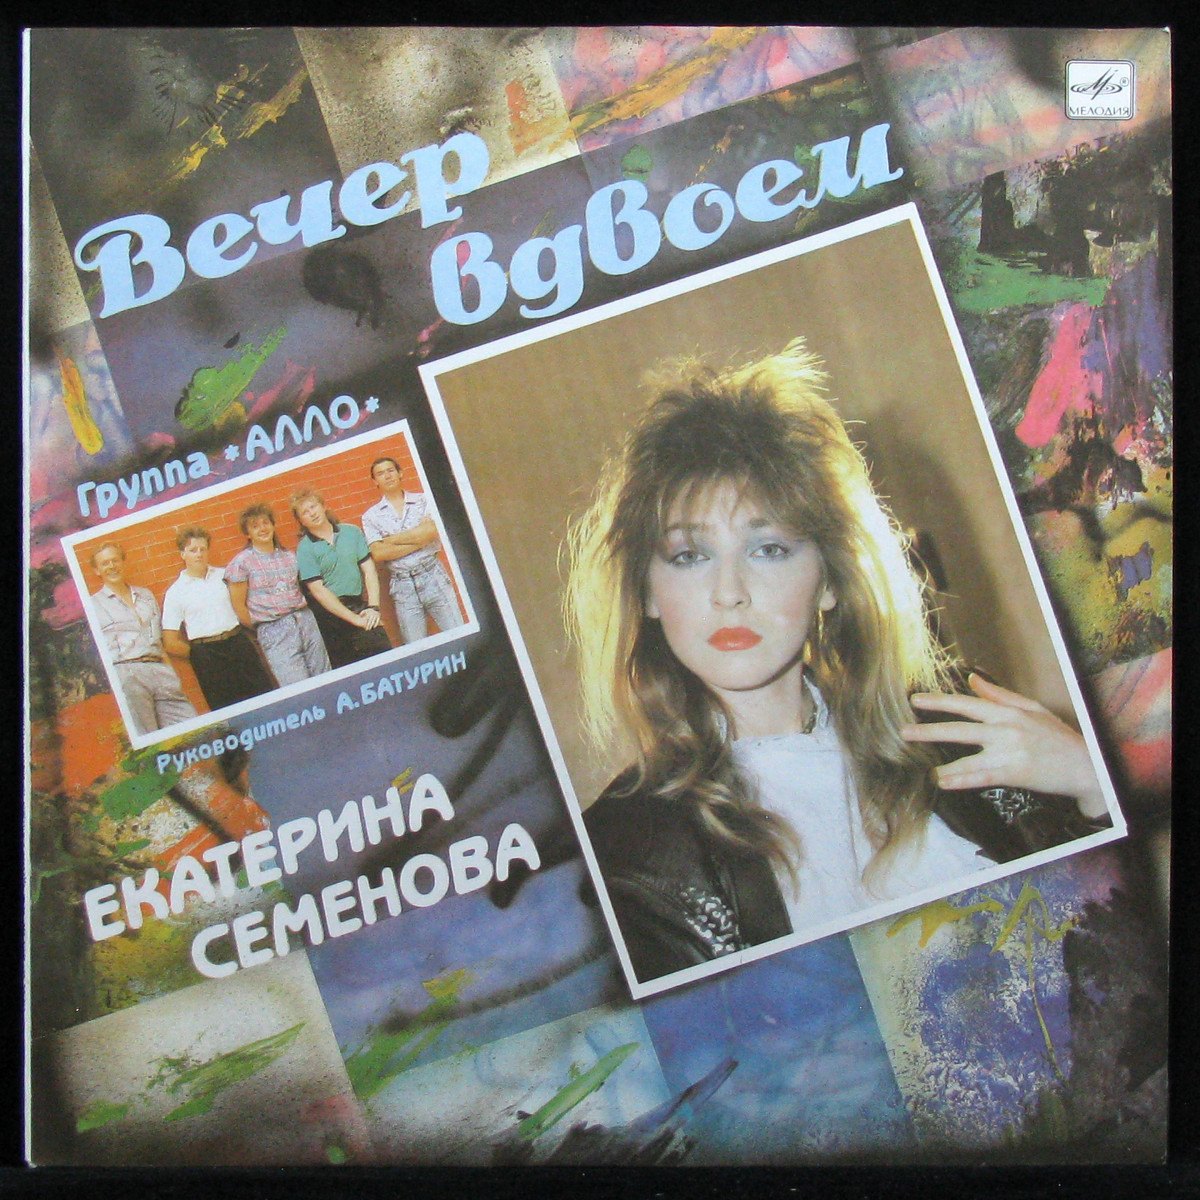 МЕЛОДИЯ
Вечер
вдвоем
Группа *АЛЛО*
Руководитель А.БАТУРИН
ЕКАТЕРИНА
СЕМЕНОВА